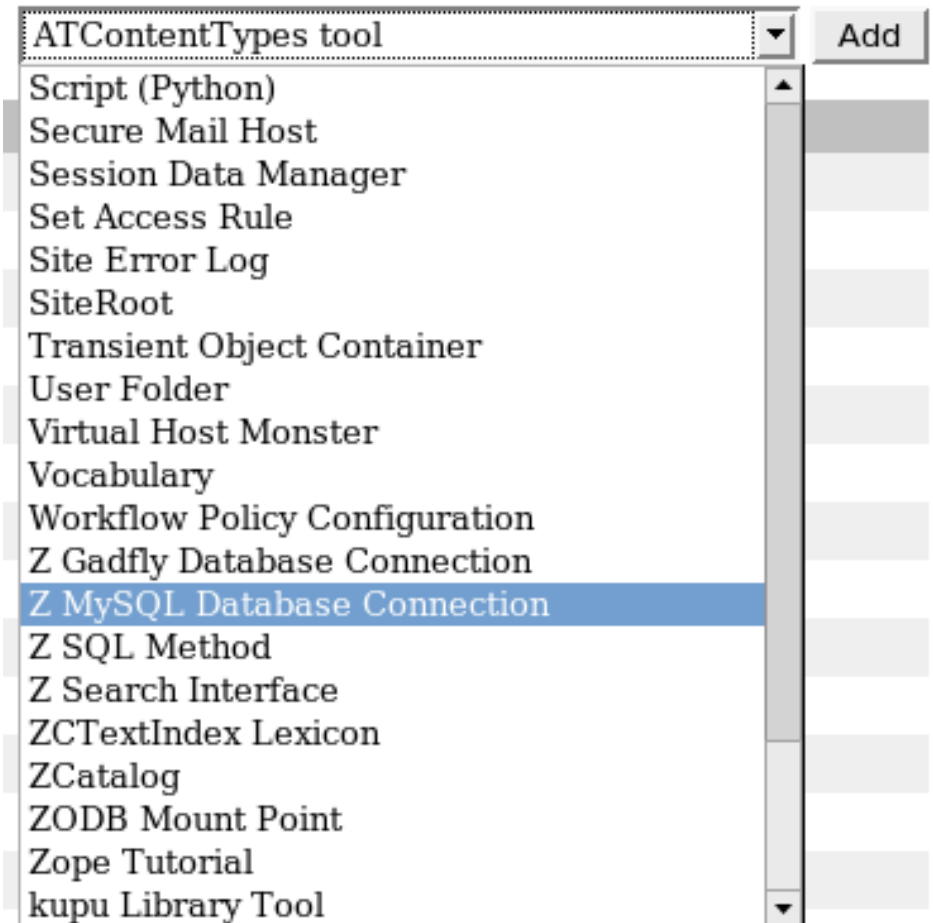 ATContentTypes tool Add
Script (Python)
Secure Mail Host
Session Data Manager
Set Access Rule
Site Error Log
SiteRoot
Transient Object Container
User Folder
Virtual Host Monster
Vocabulary
Workflow Policy Configuration
Z Gadfly Database Connection
Z MySQL Database Connection
Z SQL Method
Z Search Interface
ZCTextIndex Lexicon
ZCatalog
ZODB Mount Point
Zope Tutorial
kupu Library Tool